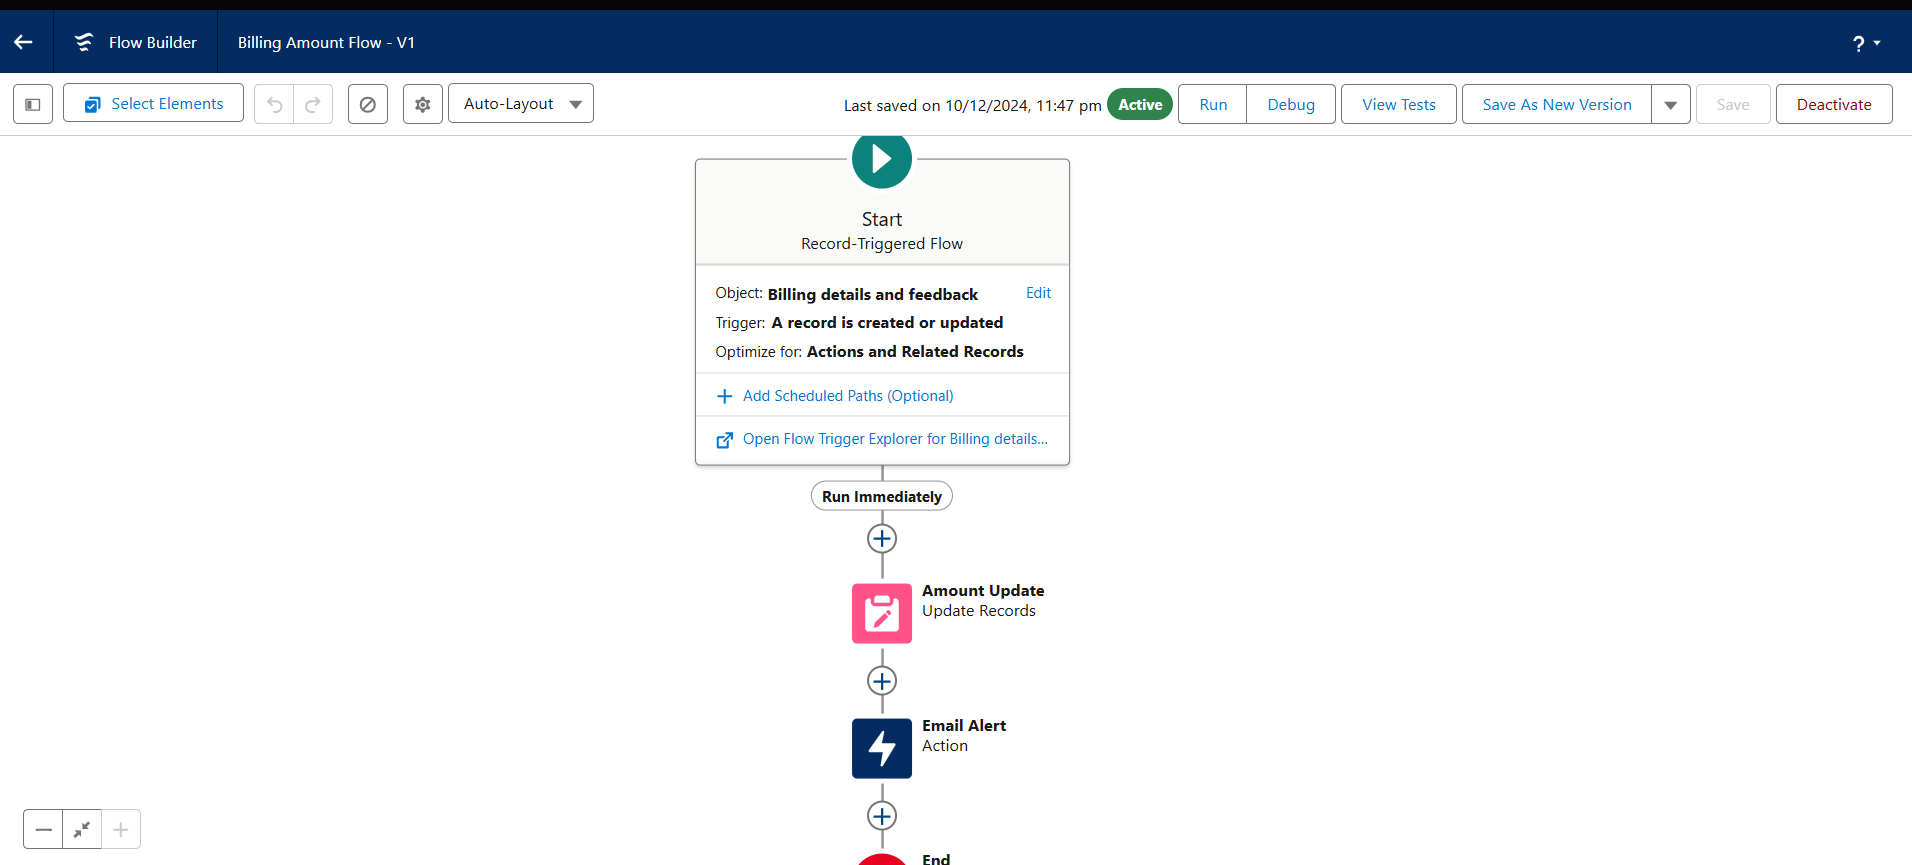 Flow Builder
Billing Amount Flow - V1
?
Select Elements
Auto-Layout
Last saved on 10/12/2024, 11:47 pm
Active
Run
Debug
View Tests
Save As New Version
Save
Deactivate
Start
Record-Triggered Flow
Object: Billing details and feedback
Edit
Trigger: A record is created or updated
Optimize for: Actions and Related Records
Add Scheduled Paths (Optional)
Open Flow Trigger Explorer for Billing details...
Run Immediately
Amount Update
Update Records
Email Alert
Action
End